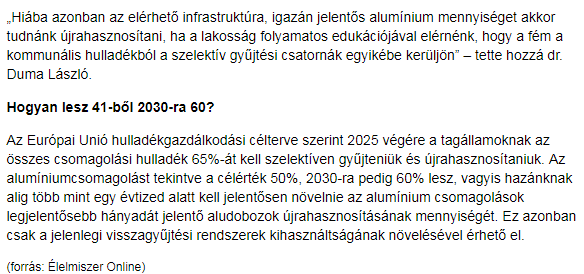 „Hiába azonban az elérhető infrastruktúra, igazán jelentős alumínium mennyiséget akkor
tudnánk újrahasznosítani, ha a lakosság folyamatos edukációjával elérnénk, hogy a fém a
kommunális hulladékból a szelektív gyűjtési csatornák egyikébe kerüljön” – tette hozzá dr.
Duma László.
Hogyan lesz 41-ből 2030-ra 60?
Az Európai Unió hulladékgazdálkodási célterve szerint 2025 végére a tagállamoknak az
összes csomagolási hulladék 65%-át kell szelektíven gyűjteniük és újrahasznosítaniuk. Az
alumíniumcsomagolást tekintve a célérték 50%, 2030-ra pedig 60% lesz, vagyis hazánknak
alig több mint egy évtized alatt kell jelentősen növelnie az alumínium csomagolások
legjelentősebb hányadát jelentő aludobozok újrahasznosításának mennyiségét. Ez azonban
csak a jelenlegi visszagyűjtési rendszerek kihasználtságának növelésével érhető el.
(forrás: Élelmiszer Online)